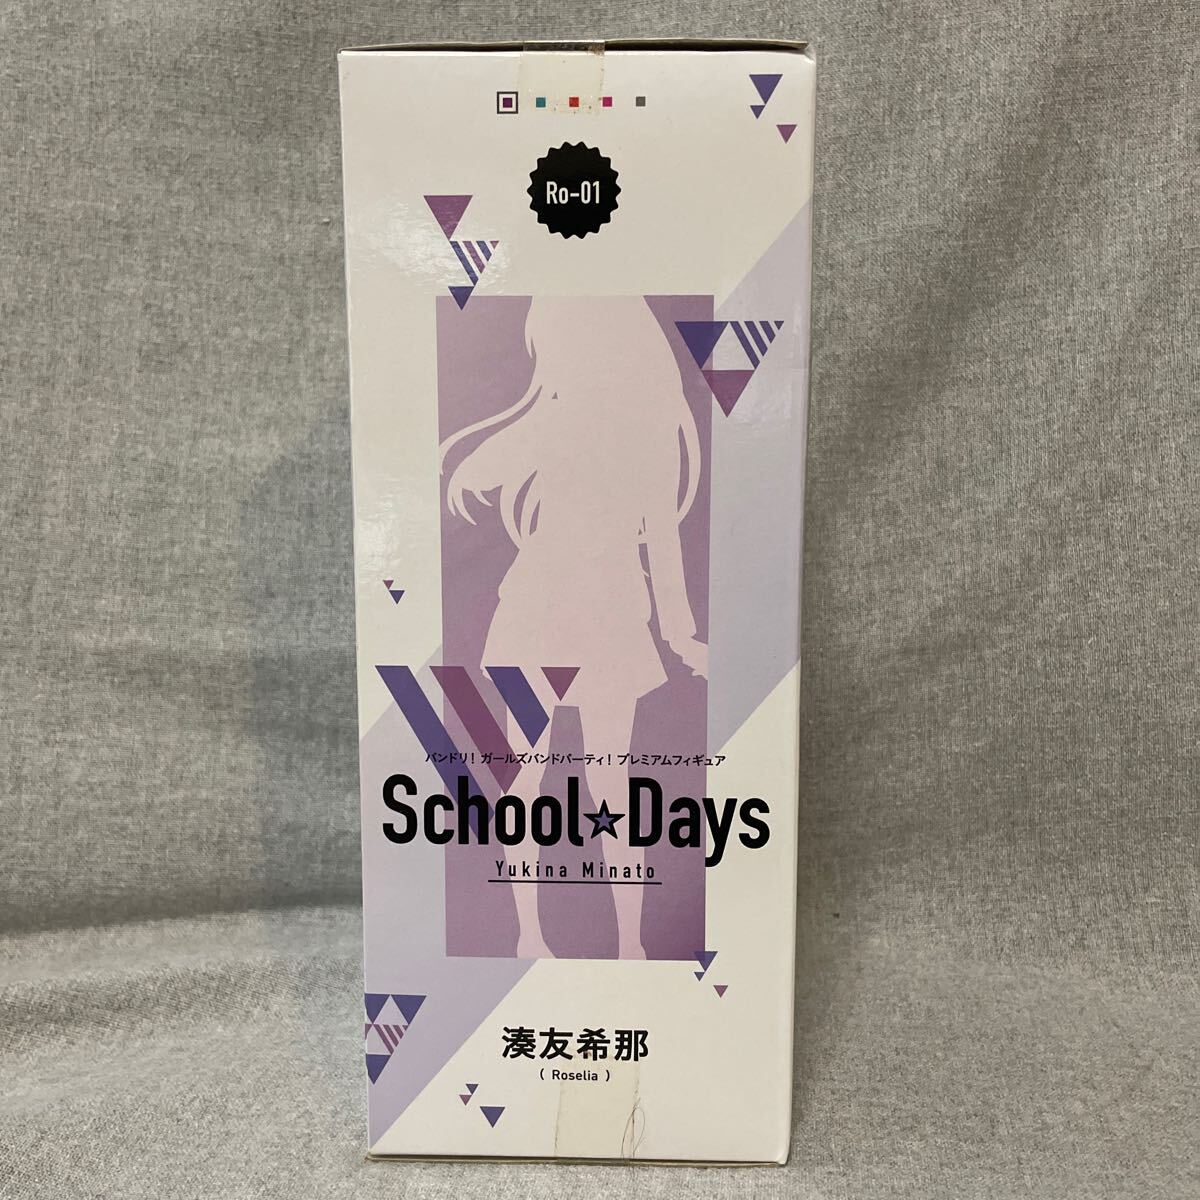 Ro-01
バンドリ！ ガールズバンドパーティ！ プレミアムフィギュア
School☆Days
Yukina Minato
湊友希那
( Roselia )